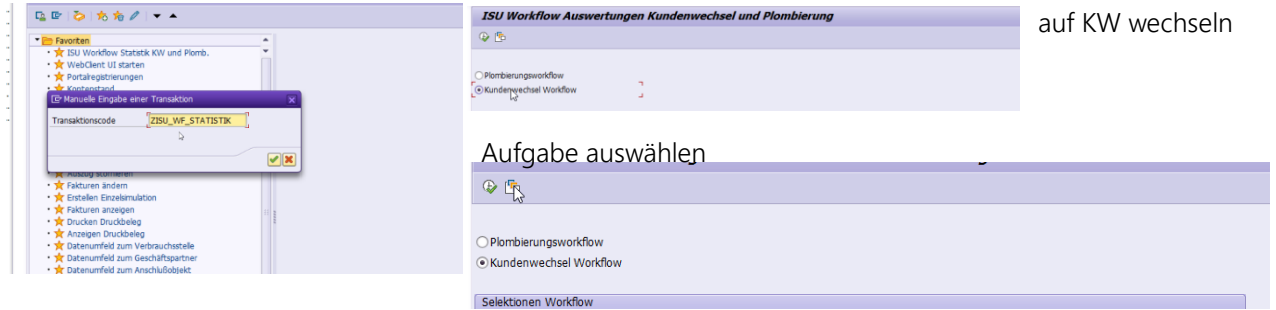 Favoriten
ISU Workflow Statistik KW und Plomb.
WebClient UI starten
Portalregistrierungen
Kontenstand
Manuelle Eingabe einer Transaktion
Transaktionscode ZISU_WF_STATISTIK
Auszug stornieren
Fakturen ändern
Erstellen Einzelsimulation
Fakturen anzeigen
Drucken Druckbeleg
Anzeigen Druckbeleg
Datenumfeld zum Verbrauchsstelle
Datenumfeld zum Geschäftspartner
Datenumfeld zum Anschlußobjekt
ISU Workflow Auswertungen Kundenwechsel und Plombierung
Plombierungsworkflow
Kundenwechsel Workflow
auf KW wechseln
Aufgabe auswählen
Plombierungsworkflow
Kundenwechsel Workflow
Selektionen Workflow